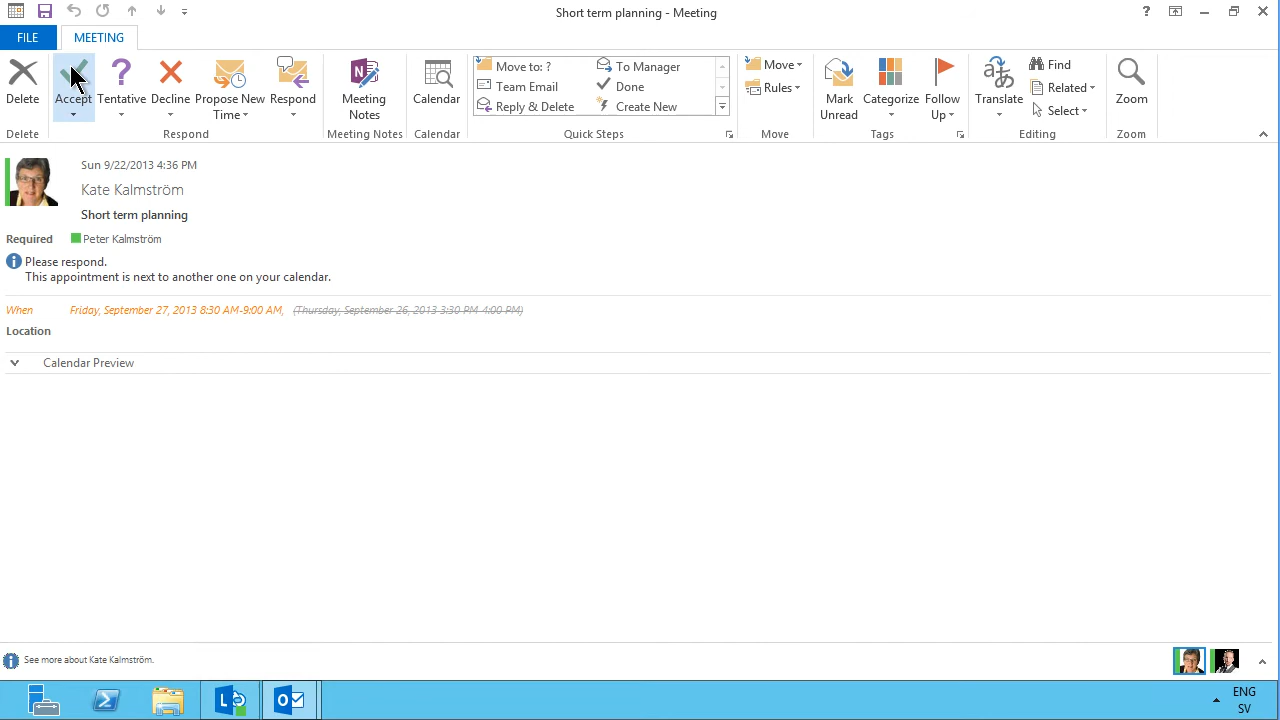 Short term planning - Meeting
?
FILE
MEETING
Delete
Accept
Tentative
Decline
Propose New
Time
Respond
Meeting
Notes
Calendar
Move to: ?
To Manager
Team Email
Done
Reply & Delete
Create New
Move
Rules
Mark
Unread
Categorize
Follow
Up
Translate
Find
Related
Select
Zoom
Delete
Respond
Meeting Notes
Calendar
Quick Steps
Move
Tags
Editing
Zoom
Sun 9/22/2013 4:36 PM
Kate Kalmström
Short term planning
Required Peter Kalmström
Please respond.
This appointment is next to another one on your calendar.
When Friday, September 27, 2013 8:30 AM-9:00 AM, (Thursday, September 26, 2013 3:30 PM-4:00 PM)
Location
Calendar Preview
See more about Kate Kalmström.
ENG
SV